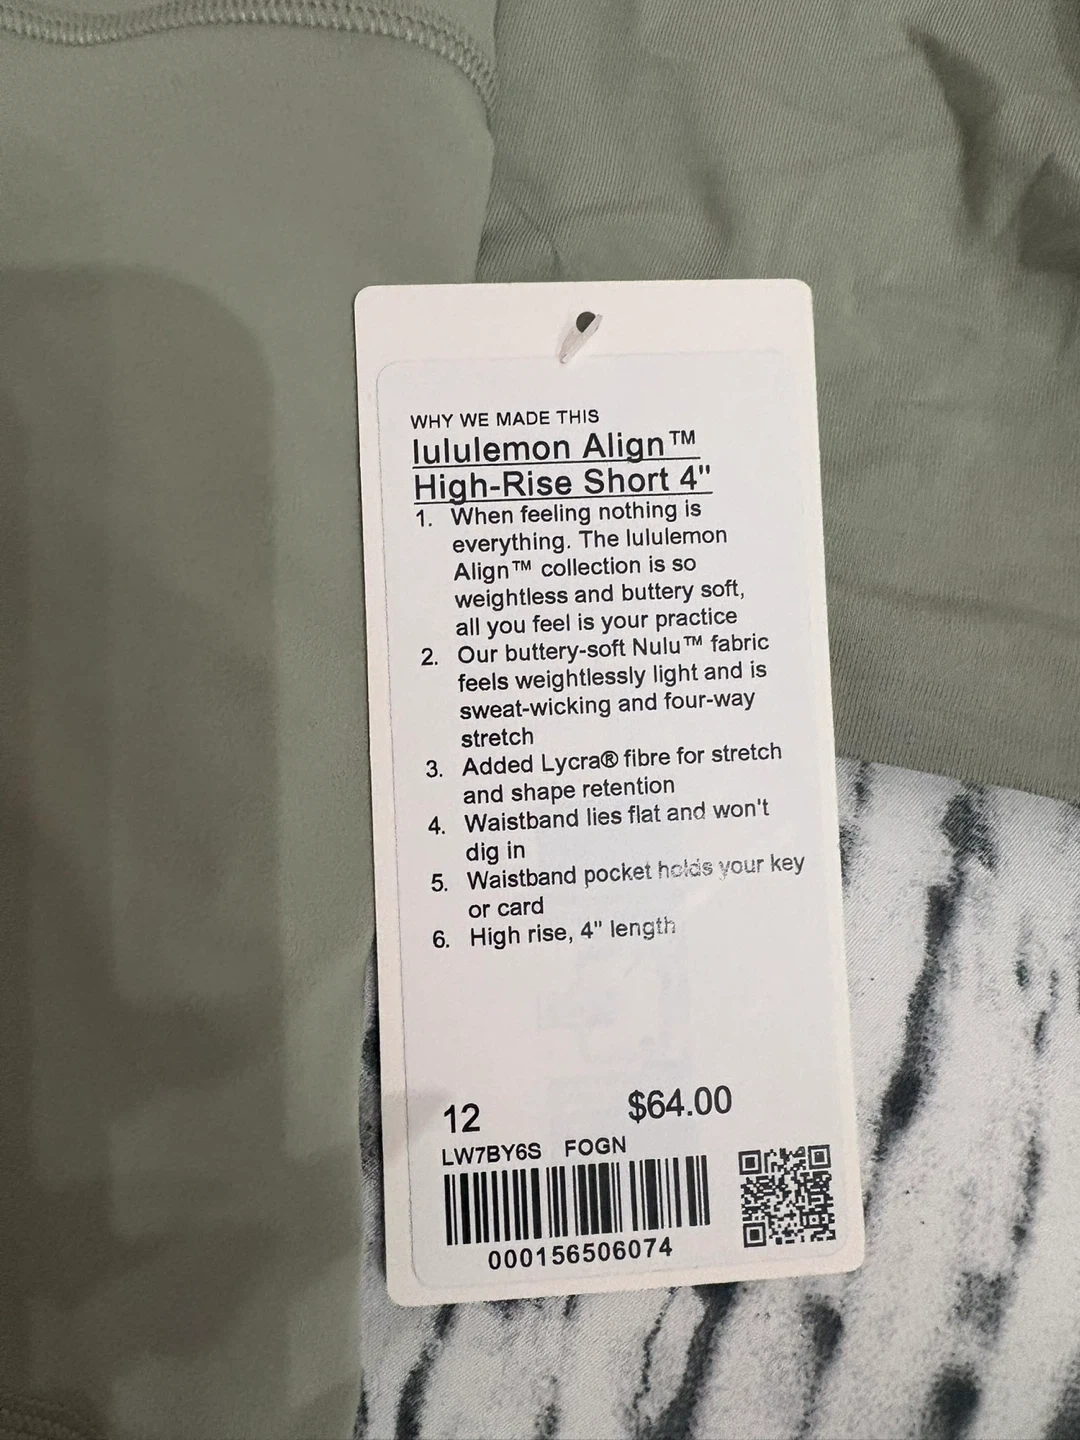 WHY WE MADE THIS
lululemon Align™
High-Rise Short 4"
1. When feeling nothing is
everything. The lululemon
Align™ collection is so
weightless and buttery soft,
all you feel is your practice
2. Our buttery-soft Nulu™ fabric
feels weightlessly light and is
sweat-wicking and four-way
stretch
3. Added Lycra® fibre for stretch
and shape retention
4. Waistband lies flat and won't
dig in
5. Waistband pocket holds your key
or card
6. High rise, 4" length
12 $64.00
LW7BY6S FOGN
000156506074